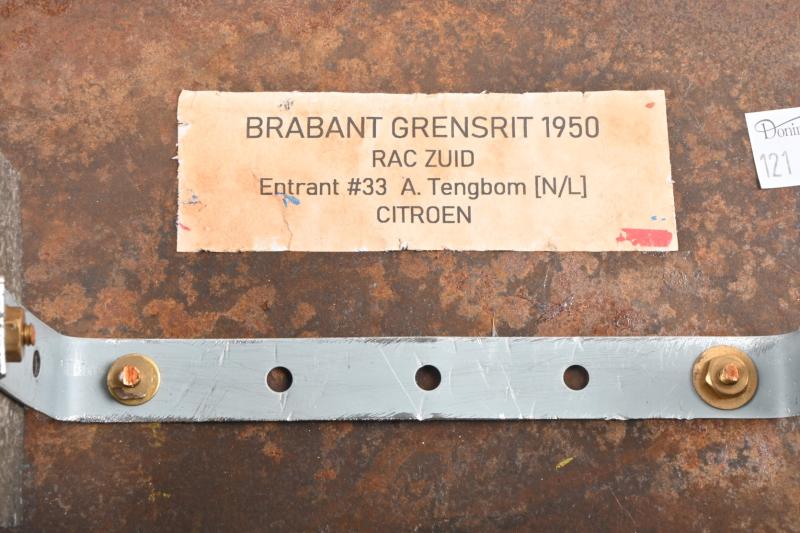 BRABANT GRENSRIT 1950
RAC ZUID
Entrant #33 A. Tengbom [N/L]
CITROEN
121